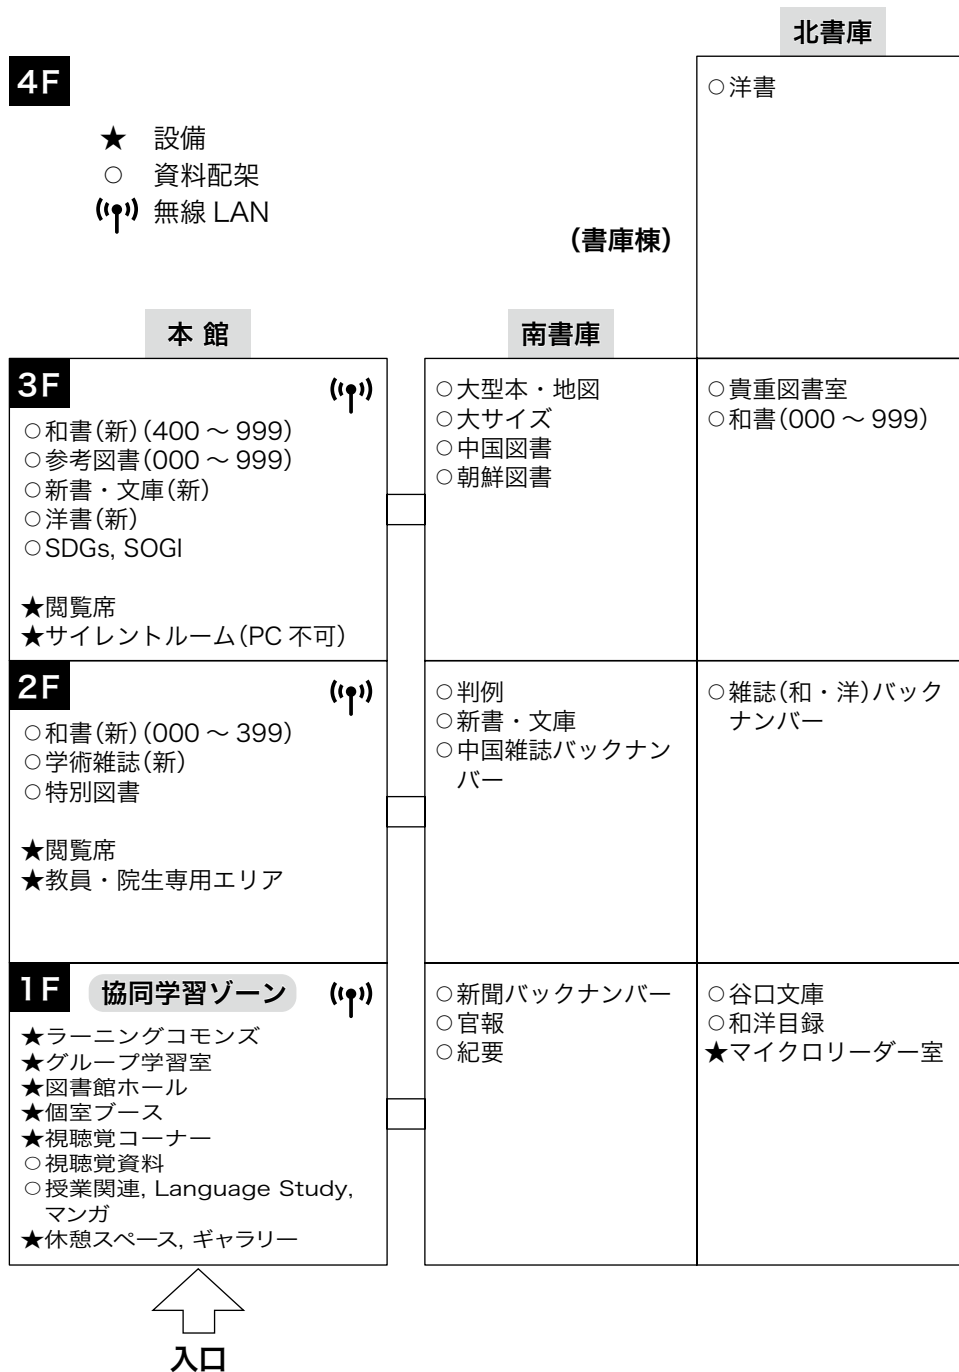 北書庫
4F
○洋書
★ 設備
○ 資料配架
無線 LAN
(書庫棟)
本 館
南書庫
3F
○和書(新)(400 ～ 999)
○参考図書(000 ～ 999)
○新書・文庫(新)
○洋書(新)
○SDGs, SOGI
★閲覧席
★サイレントルーム(PC 不可)
○大型本・地図
○大サイズ
○中国図書
○朝鮮図書
○貴重図書室
○和書(000 ～ 999)
2F
○和書(新)(000 ～ 399)
○学術雑誌(新)
○特別図書
★閲覧席
★教員・院生専用エリア
○判例
○新書・文庫
○中国雑誌バックナン
バー
○雑誌(和・洋)バック
ナンバー
1F
協同学習ゾーン
★ラーニングコモンズ
★グループ学習室
★図書館ホール
★個室ブース
★視聴覚コーナー
○視聴覚資料
○授業関連, Language Study,
マンガ
★休憩スペース, ギャラリー
○新聞バックナンバー
○官報
○紀要
○谷口文庫
○和洋目録
★マイクロリーダー室
入口